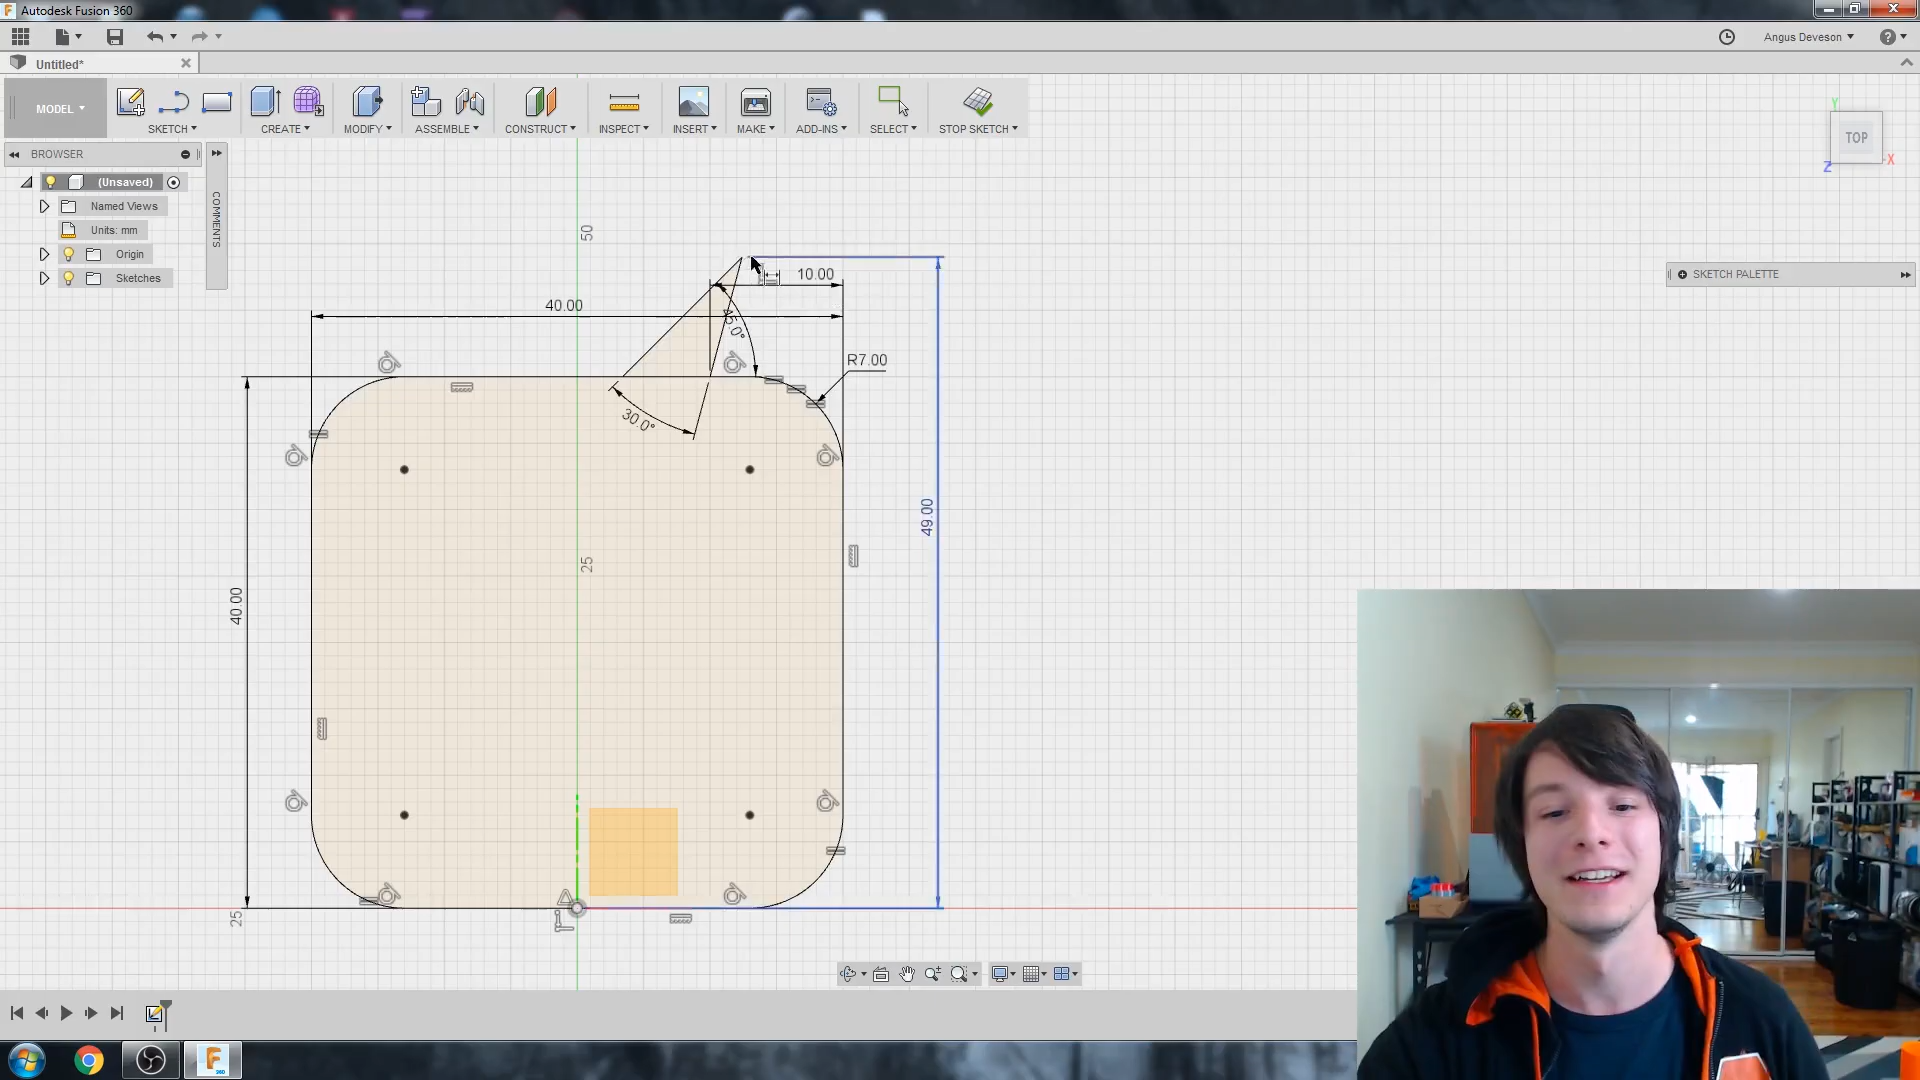 Autodesk Fusion 360
Angus Deveson
Untitled*
MODEL
SKETCH
CREATE
MODIFY
ASSEMBLE
CONSTRUCT
INSPECT
INSERT
MAKE
ADD-INS
SELECT
STOP SKETCH
BROWSER
(Unsaved)
Named Views
Units: mm
Origin
Sketches
COMMENTS
Y
TOP
X
Z
SKETCH PALETTE
50
10.00
40.00
R7.00
30.0°
49.00
25
40.00
25